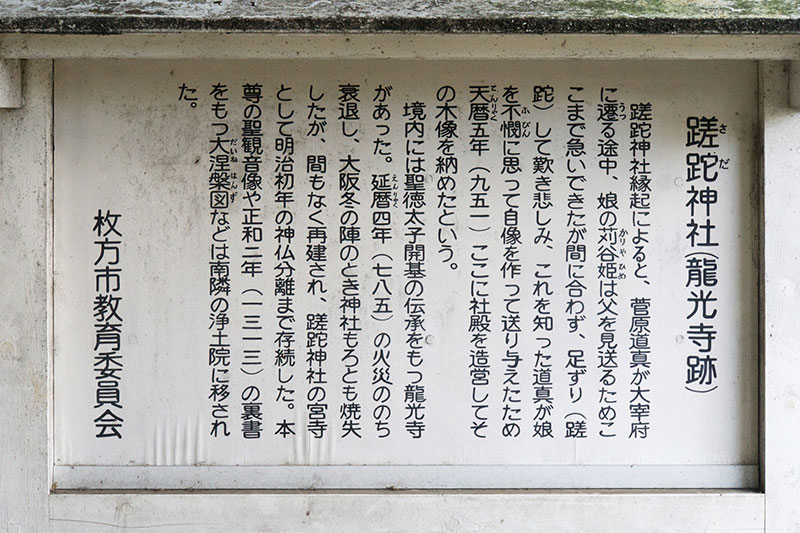 蹉跎神社(龍光寺跡)
蹉跎神社縁起によると、菅原道真が大宰府
に遷る途中、娘の苅谷姫は父を見送るためこ
こまで急いできたが間に合わず、足ずり(蹉
跎)して歎き悲しみ、これを知った道真が娘
を不憫に思って自像を作って送り与えたため
天暦五年(九五一)ここに社殿を造営してそ
の木像を納めたという。
境内には聖徳太子開基の伝承をもつ龍光寺
があった。延暦四年(七八五)の火災ののち
衰退し、大阪冬の陣のとき神社もろとも焼失
したが、間もなく再建され、蹉跎神社の宮寺
として明治初年の神仏分離まで存続した。本
尊の聖観音像や正和二年(一三一三)の裏書
をもつ大涅槃図などは南隣の浄土院に移され
た。
枚方市教育委員会